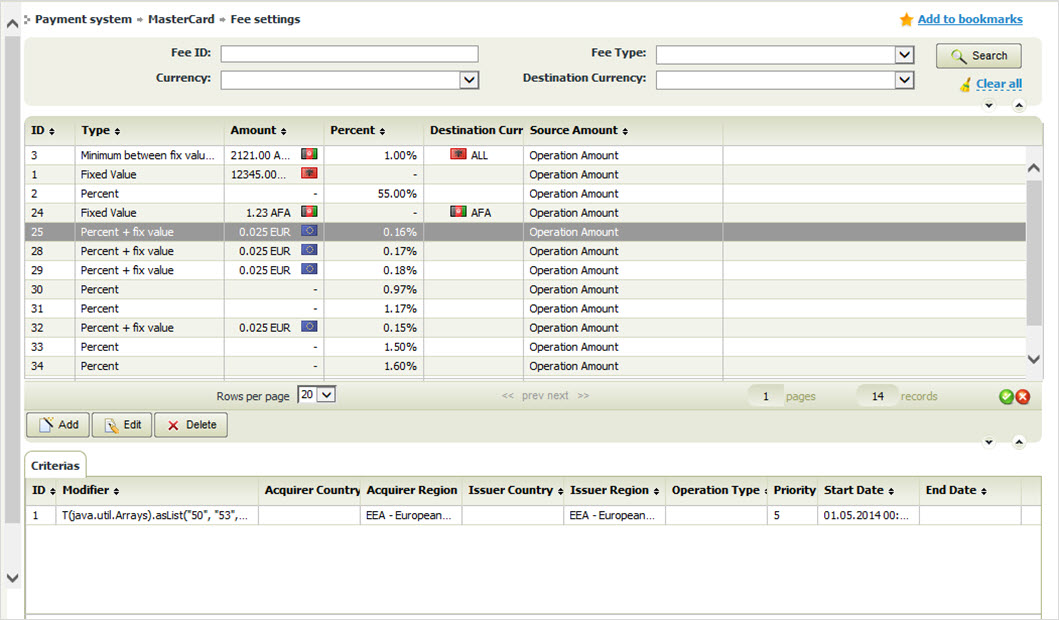 Payment system MasterCard Fee settings Add to bookmarks
Fee ID: Fee Type: Search
Currency: Destination Currency: Clear all
ID Type Amount Percent Destination Curr Source Amount
3 Minimum between fix valu... 2121.00 A... 1.00% ALL Operation Amount
1 Fixed Value 12345.00... - Operation Amount
2 Percent - 55.00% Operation Amount
24 Fixed Value 1.23 AFA - AFA Operation Amount
25 Percent + fix value 0.025 EUR 0.16% Operation Amount
28 Percent + fix value 0.025 EUR 0.17% Operation Amount
29 Percent + fix value 0.025 EUR 0.18% Operation Amount
30 Percent - 0.97% Operation Amount
31 Percent - 1.17% Operation Amount
32 Percent + fix value 0.025 EUR 0.15% Operation Amount
33 Percent - 1.50% Operation Amount
34 Percent - 1.60% Operation Amount
Rows per page 20 << prev next >> 1 pages 14 records
Add Edit Delete
Criterias
ID Modifier Acquirer Country Acquirer Region Issuer Country Issuer Region Operation Type Priority Start Date End Date
1 T(java.util.Arrays).asList("50", "53",... EEA - European... EEA - European... 5 01.05.2014 00:...